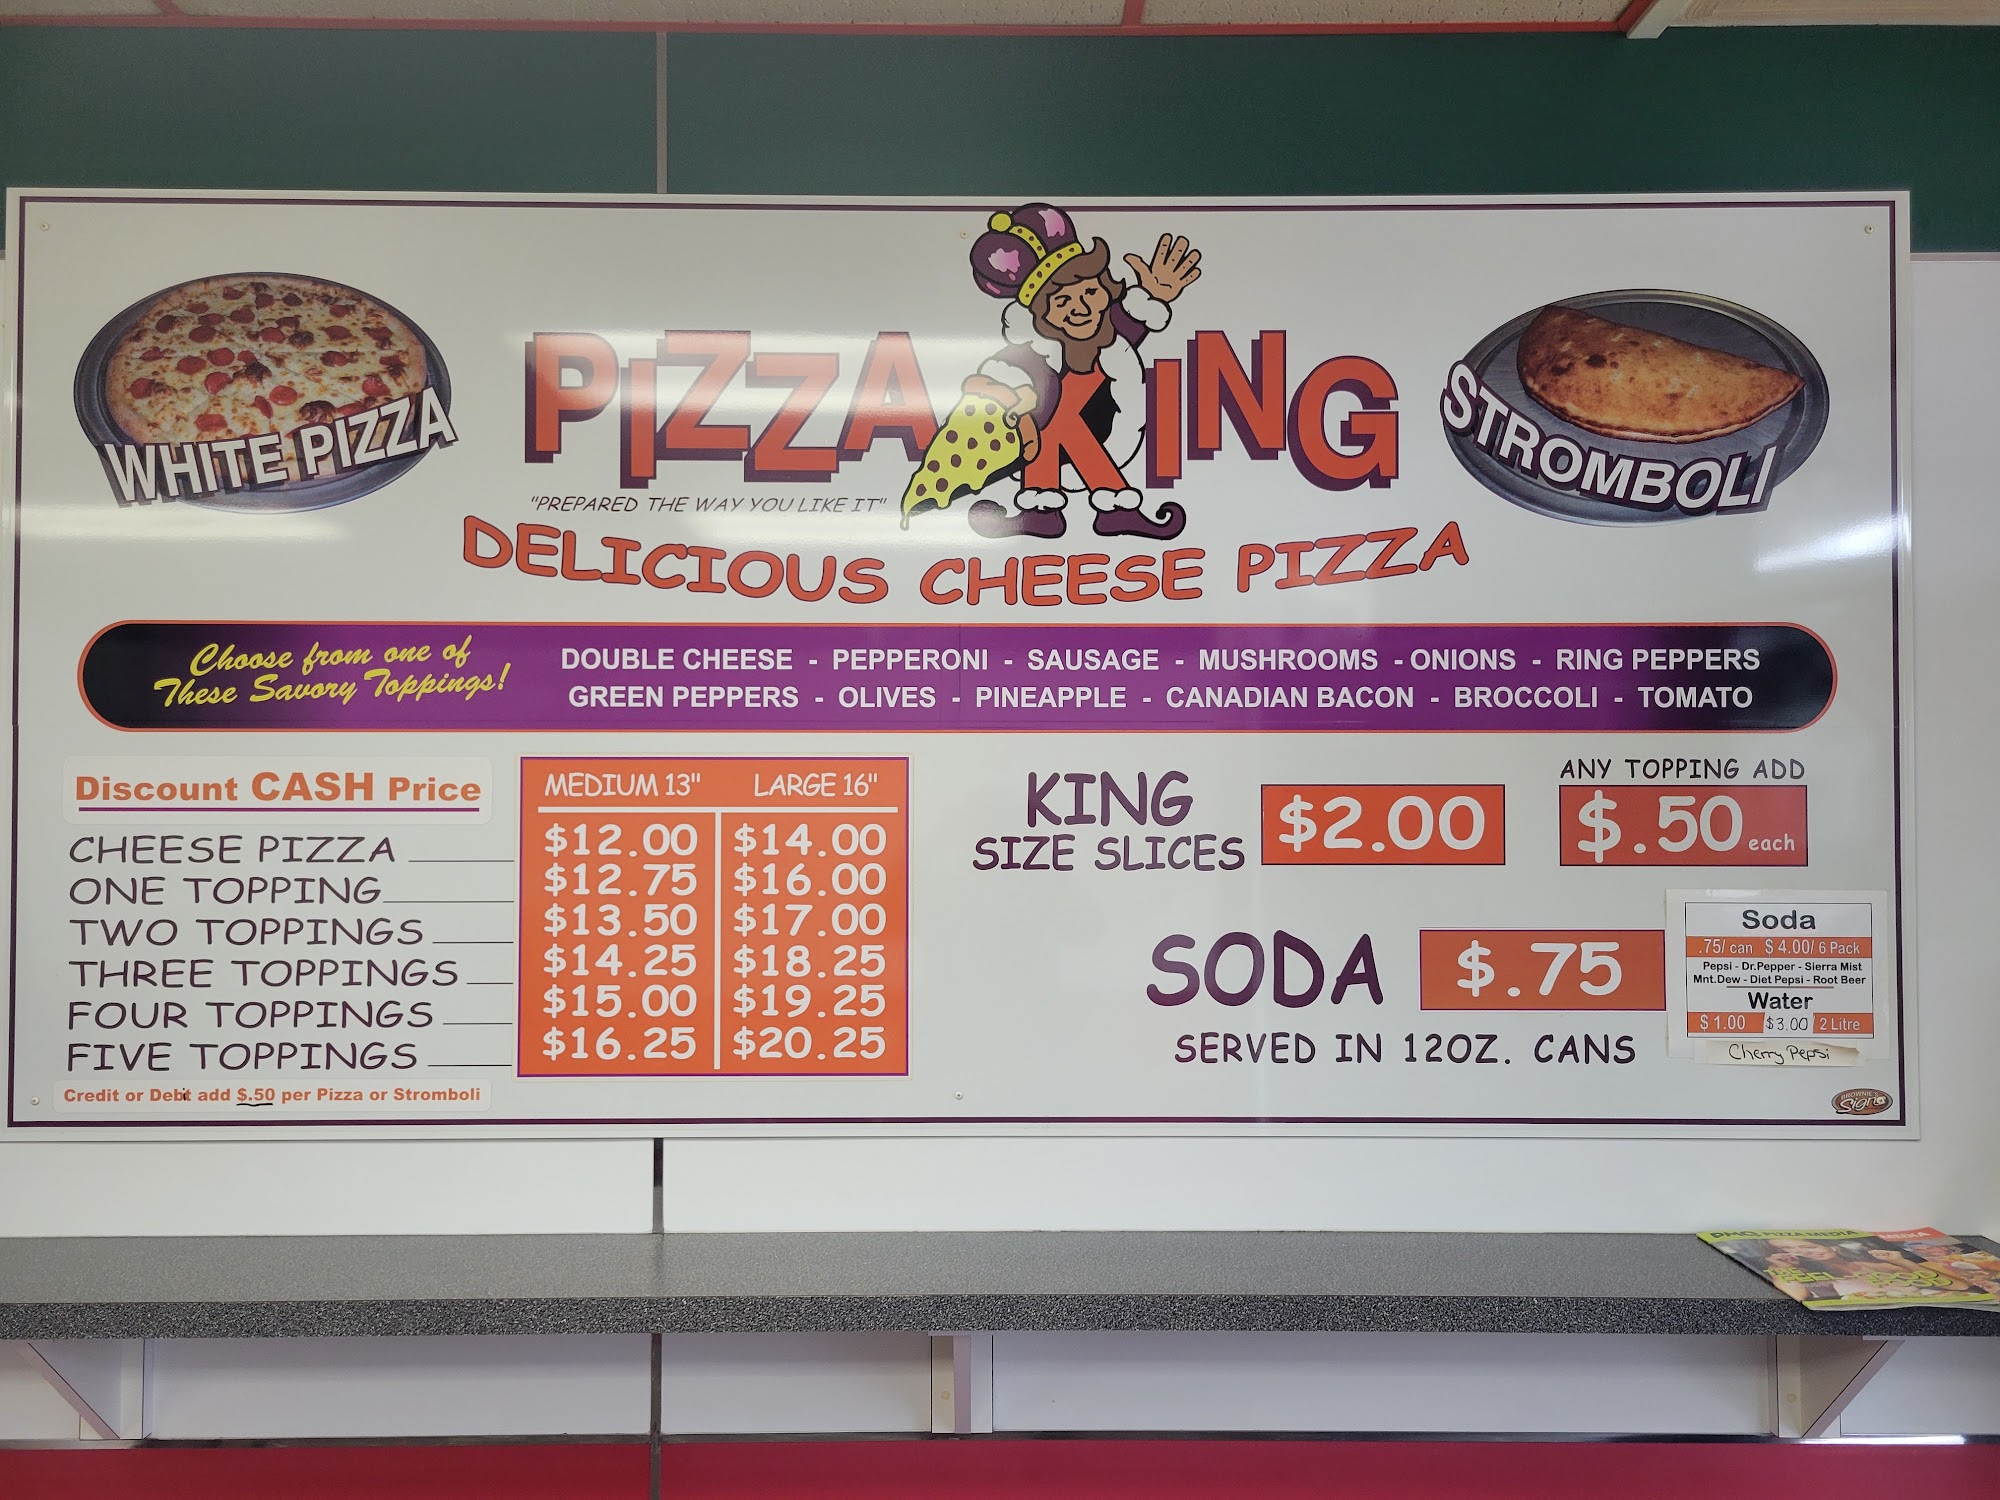 WHITE PIZZA
PIZZA KING
"PREPARED THE WAY YOU LIKE IT"
STROMBOLI
DELICIOUS CHEESE PIZZA
Choose from one of
These Savory Toppings!
DOUBLE CHEESE - PEPPERONI - SAUSAGE - MUSHROOMS - ONIONS - RING PEPPERS
GREEN PEPPERS - OLIVES - PINEAPPLE - CANADIAN BACON - BROCCOLI - TOMATO
Discount CASH Price
MEDIUM 13" LARGE 16"
CHEESE PIZZA $12.00 $14.00
ONE TOPPING $12.75 $16.00
TWO TOPPINGS $13.50 $17.00
THREE TOPPINGS $14.25 $18.25
FOUR TOPPINGS $15.00 $19.25
FIVE TOPPINGS $16.25 $20.25
Credit or Debit add $.50 per Pizza or Stromboli
KING
SIZE SLICES
$2.00
ANY TOPPING ADD
$.50 each
SODA $.75
SERVED IN 12OZ. CANS
Soda
.75/ can $4.00/ 6 Pack
Pepsi - Dr.Pepper - Sierra Mist
Mnt.Dew - Diet Pepsi - Root Beer
Water
$1.00 $3.00 2 Litre
Cherry Pepsi
BROWNIE'S
Signs
PMQ PIZZA MEDIA